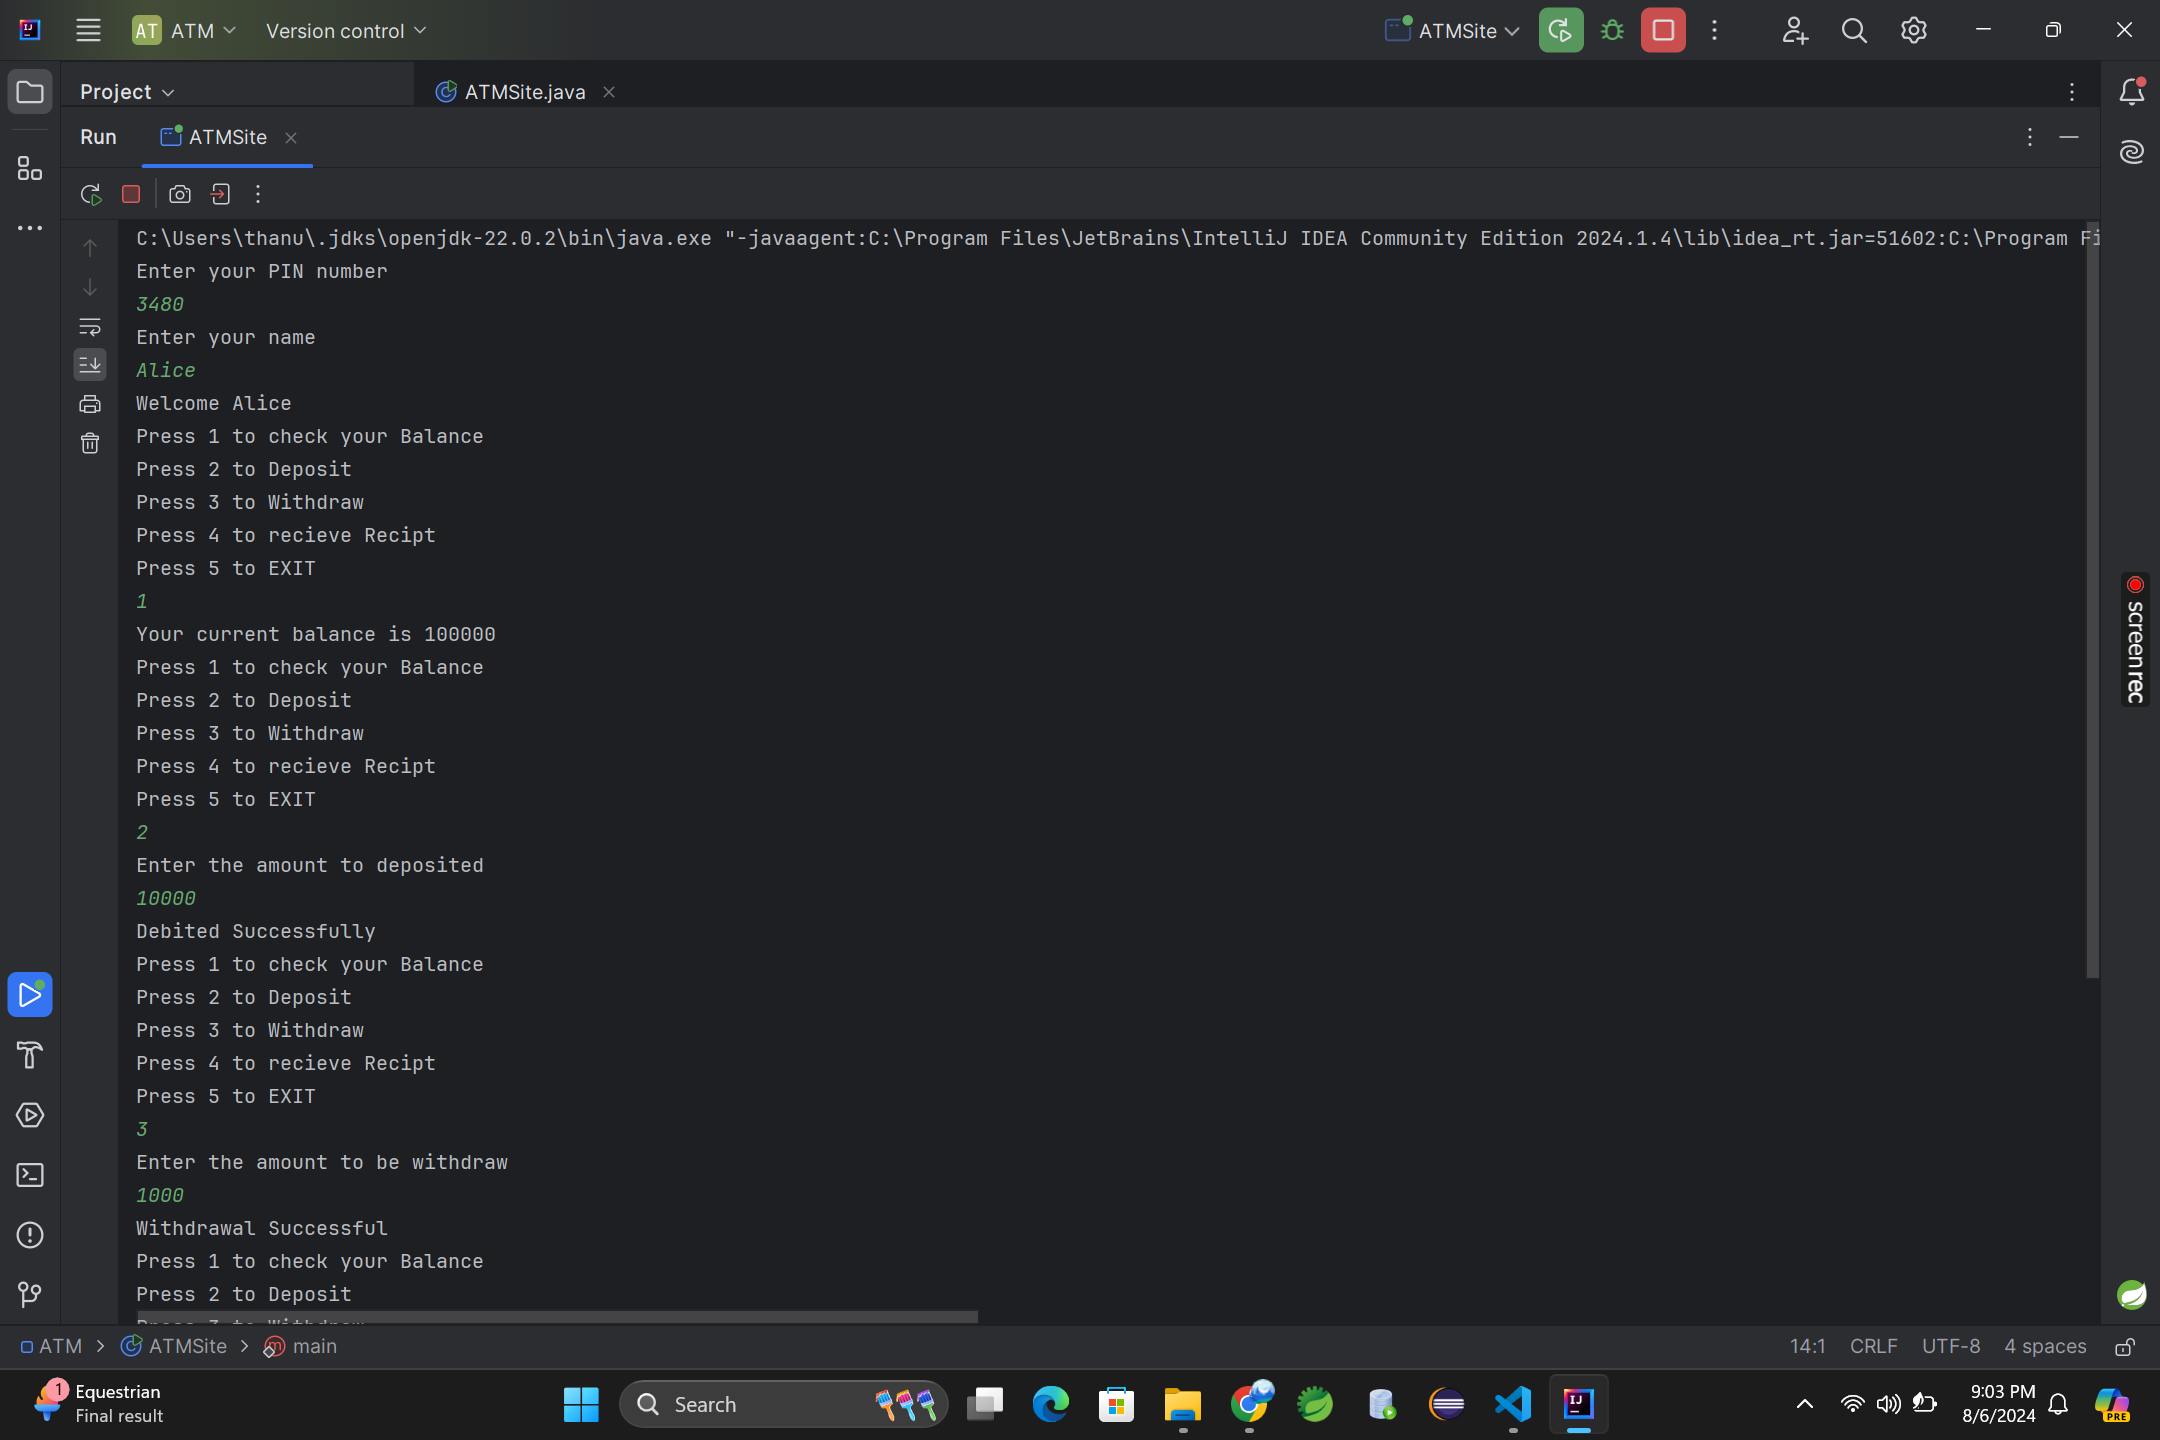 AT ATM Version control ATMSite
Project ATMSite.java
Run ATMSite
C:\Users\thanu\.jdks\openjdk-22.0.2\bin\java.exe "-javaagent:C:\Program Files\JetBrains\IntelliJ IDEA Community Edition 2024.1.4\lib\idea_rt.jar=51602:C:\Program Fi
Enter your PIN number
3480
Enter your name
Alice
Welcome Alice
Press 1 to check your Balance
Press 2 to Deposit
Press 3 to Withdraw
Press 4 to recieve Recipt
Press 5 to EXIT
1
Your current balance is 100000
Press 1 to check your Balance
Press 2 to Deposit
Press 3 to Withdraw
Press 4 to recieve Recipt
Press 5 to EXIT
2
Enter the amount to deposited
10000
Debited Successfully
Press 1 to check your Balance
Press 2 to Deposit
Press 3 to Withdraw
Press 4 to recieve Recipt
Press 5 to EXIT
3
Enter the amount to be withdraw
1000
Withdrawal Successful
Press 1 to check your Balance
Press 2 to Deposit
Press 3 to Withdraw
screenrec
ATM > ATMSite > main 14:1 CRLF UTF-8 4 spaces
1 Equestrian
Final result
Search
9:03 PM
8/6/2024
PRE